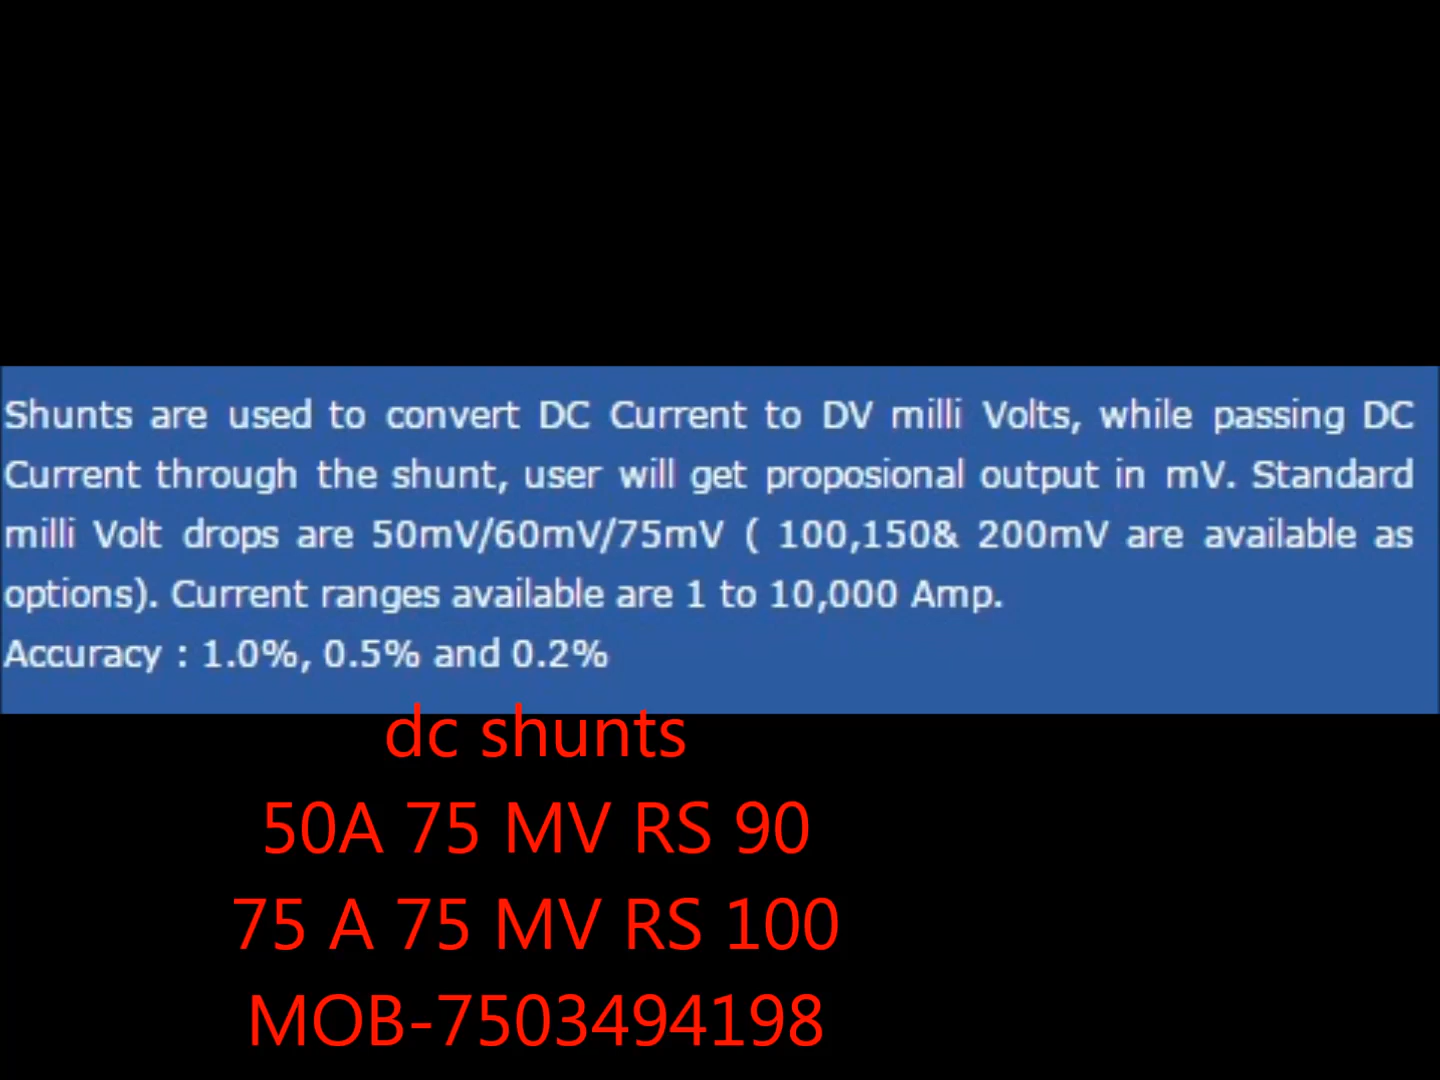 Shunts are used to convert DC Current to DV milli Volts, while passing DC
Current through the shunt, user will get proposional output in mV. Standard
milli Volt drops are 50mV/60mV/75mV ( 100,150& 200mV are available as
options). Current ranges available are 1 to 10,000 Amp.
Accuracy : 1.0%, 0.5% and 0.2%
dc shunts
50A 75 MV RS 90
75 A 75 MV RS 100
MOB-7503494198